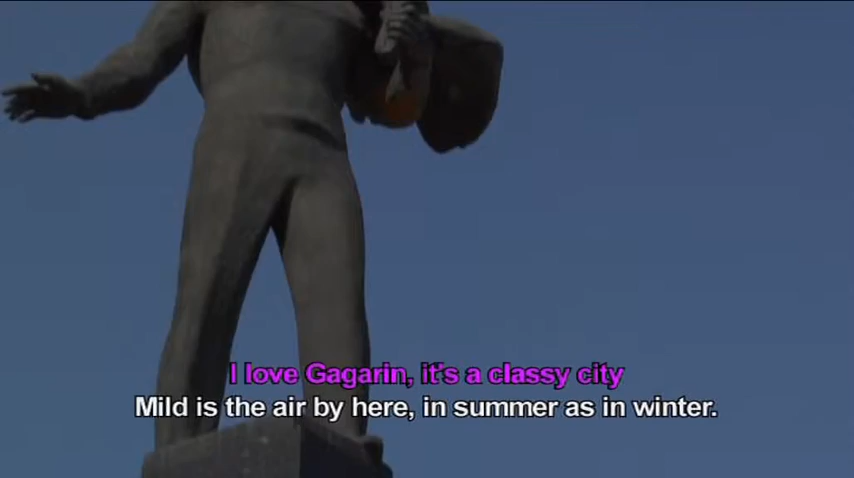 I love Gagarin, it's a classy city
Mild is the air by here, in summer as in winter.